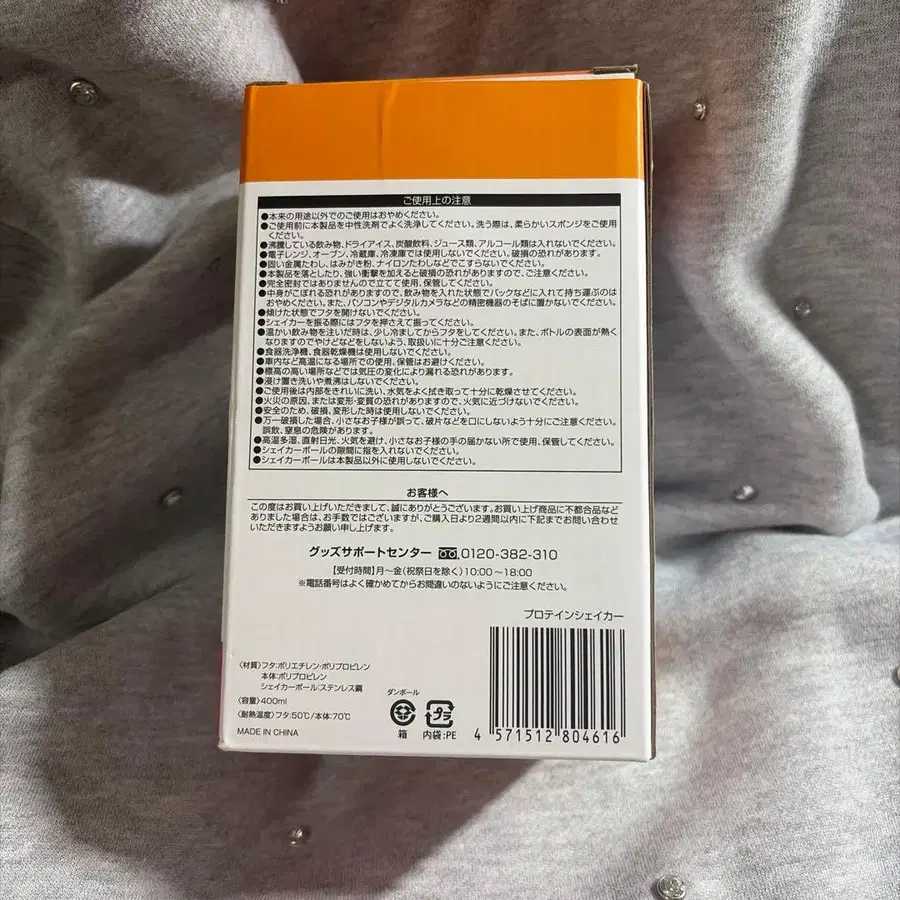 ご使用上の注意
●本来の用途以外でのご使用はおやめください。
●ご使用前に本製品を中性洗剤でよく洗浄してください。洗う際は、柔らかいスポンジをご使用
ください。
●沸騰している飲み物、ドライアイス、炭酸飲料、ジュース類、アルコール類は入れないでください。
●電子レンジ、オーブン、冷蔵庫、冷凍庫では使用しないでください。破損の恐れがあります。
●固い金属たわし、はみがき粉、ナイロンたわしなどでこすらないでください。
●本製品を落としたり、強い衝撃を加えると破損の恐れがありますので、ご注意ください。
●完全密封ではありませんので立てて使用、保管してください。
●中身がこぼれる恐れがありますので、飲み物を入れた状態でバックなどに入れて持ち運ぶのは
おやめください。また、パソコンやデジタルカメラなどの精密機器のそばに置かないでください。
●傾けた状態でフタを開けないでください。
●シェイカーを振る際にはフタを押さえて振ってください。
●温かい飲み物を注いだ時は、少し冷ましてからフタをしてください。また、ボトルの表面が熱く
なりますのでやけどなどをしないよう、取扱いに十分ご注意ください。
●食器洗浄機、食器乾燥機は使用しないでください。
●車内など高温になる場所での使用、保管はお避けください。
●標高の高い場所などでは気圧の変化により漏れる恐れがあります。
●浸け置き洗いや煮沸はしないでください。
●ご使用後は内部をきれいに洗い、水気をよく拭き取って十分に乾燥させてください。
●火災の原因、または変形・変質の恐れがありますので、火気に近づけないでください。
●安全のため、破損、変形した時は使用しないでください。
●万一破損した場合、小さなお子様が誤って、破片などを口にしないよう十分にご注意ください。
誤飲、窒息の危険があります。
●高温多湿、直射日光、火気を避け、小さなお子様の手の届かない所で使用、保管してください。
●シェイカーボールの隙間に指を入れないでください。
●シェイカーボールは本製品以外に使用しないでください。
お客様へ
この度はお買い上げいただきまして、誠にありがとうございます。お買い上げ商品に不都合品など
ありました場合は、お手数ではございますが、ご購入日より2週間以内に下記までお問い合わせ
いただきますようお願い申し上げます。
グッズサポートセンター 0120-382-310
【受付時間】月〜金(祝祭日を除く)10:00〜18:00
※電話番号はよく確かめてからお間違いのないようにご注意ください。
プロテインシェイカー
〈材質〉フタ:ポリエチレン・ポリプロピレン
本体:ポリプロピレン
シェイカーボール:ステンレス鋼
〈容量〉400ml
〈耐熱温度〉フタ:50℃/本体:70℃
MADE IN CHINA
ダンボール
箱
プラ
内袋:PE
4 571512 804616